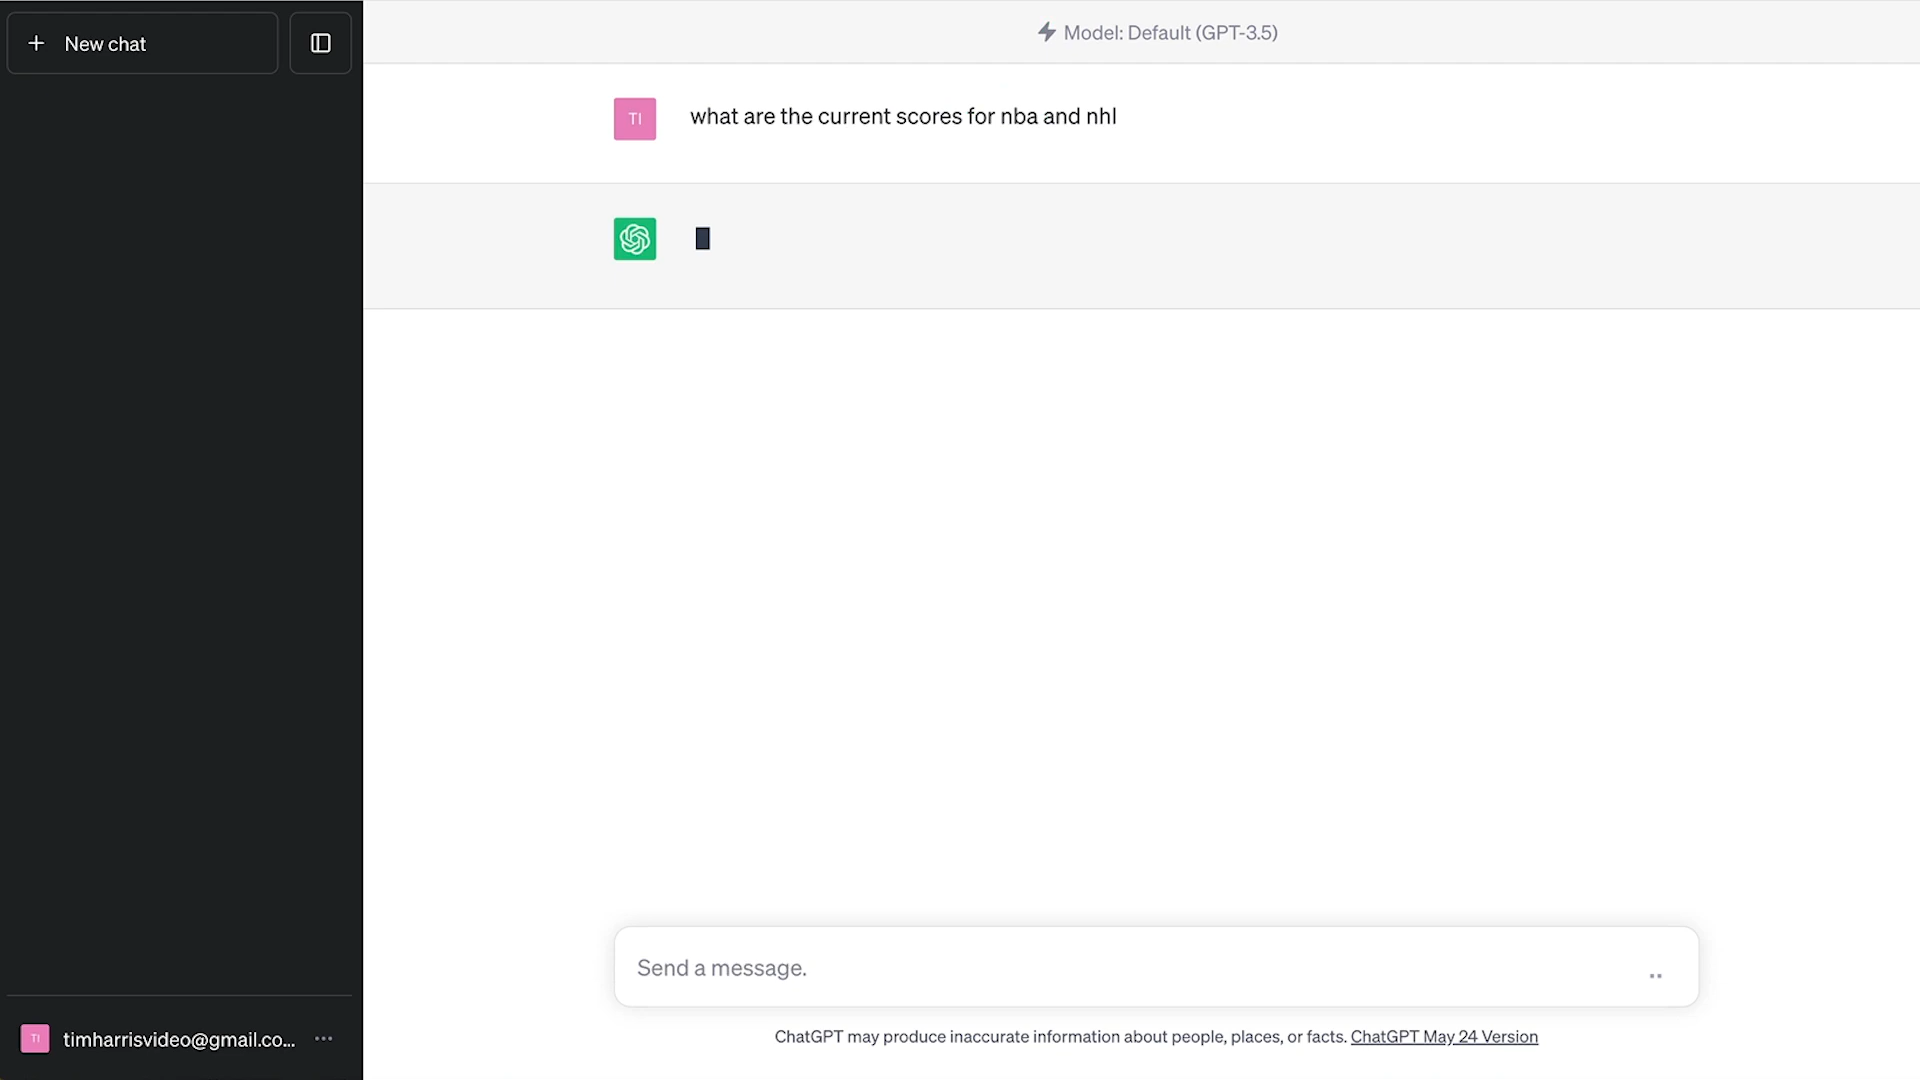 New chat
Model: Default (GPT-3.5)
TI
what are the current scores for nba and nhl
Send a message.
ChatGPT may produce inaccurate information about people, places, or facts. ChatGPT May 24 Version
TI
timharrisvideo@gmail.co...